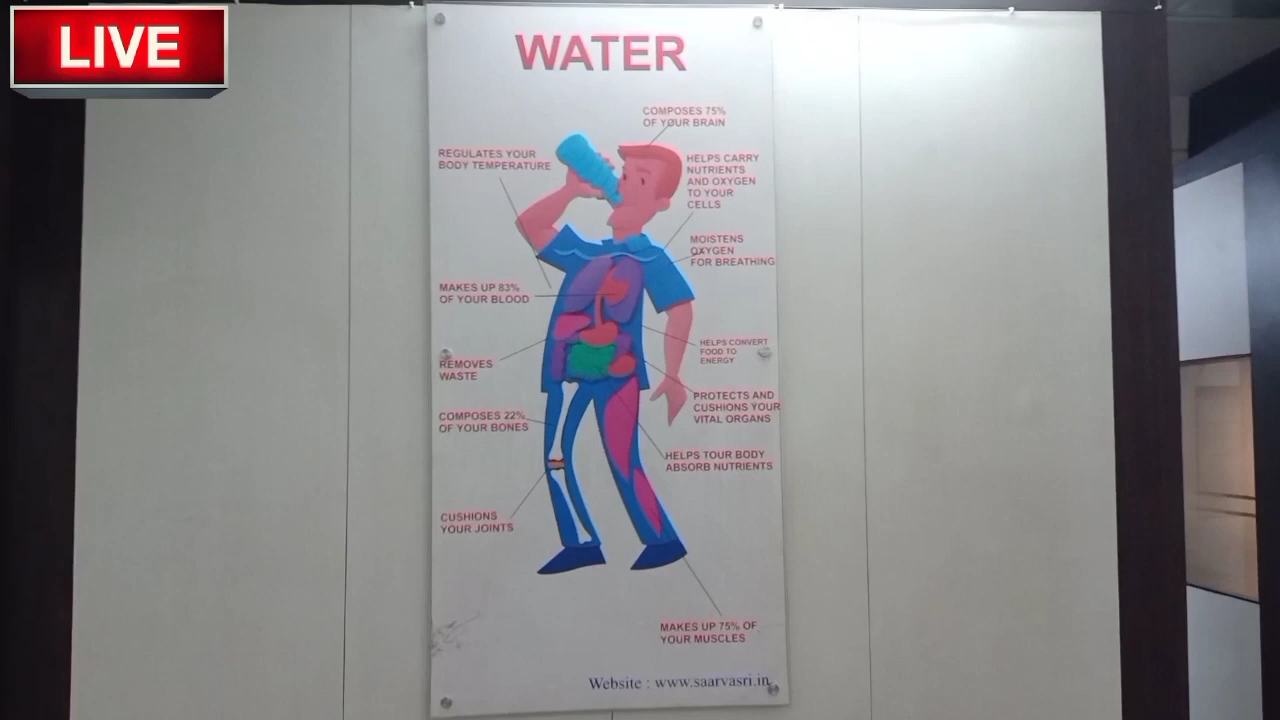 LIVE
WATER
COMPOSES 75%
OF YOUR BRAIN
REGULATES YOUR
BODY TEMPERATURE
HELPS CARRY
NUTRIENTS
AND OXYGEN
TO YOUR
CELLS
MOISTENS
OXYGEN
FOR BREATHING
MAKES UP 83%
OF YOUR BLOOD
HELPS CONVERT
FOOD TO
ENERGY
REMOVES
WASTE
PROTECTS AND
CUSHIONS YOUR
VITAL ORGANS
COMPOSES 22%
OF YOUR BONES
HELPS TOUR BODY
ABSORB NUTRIENTS
CUSHIONS
YOUR JOINTS
MAKES UP 75% OF
YOUR MUSCLES
Website : www.saarvasri.in